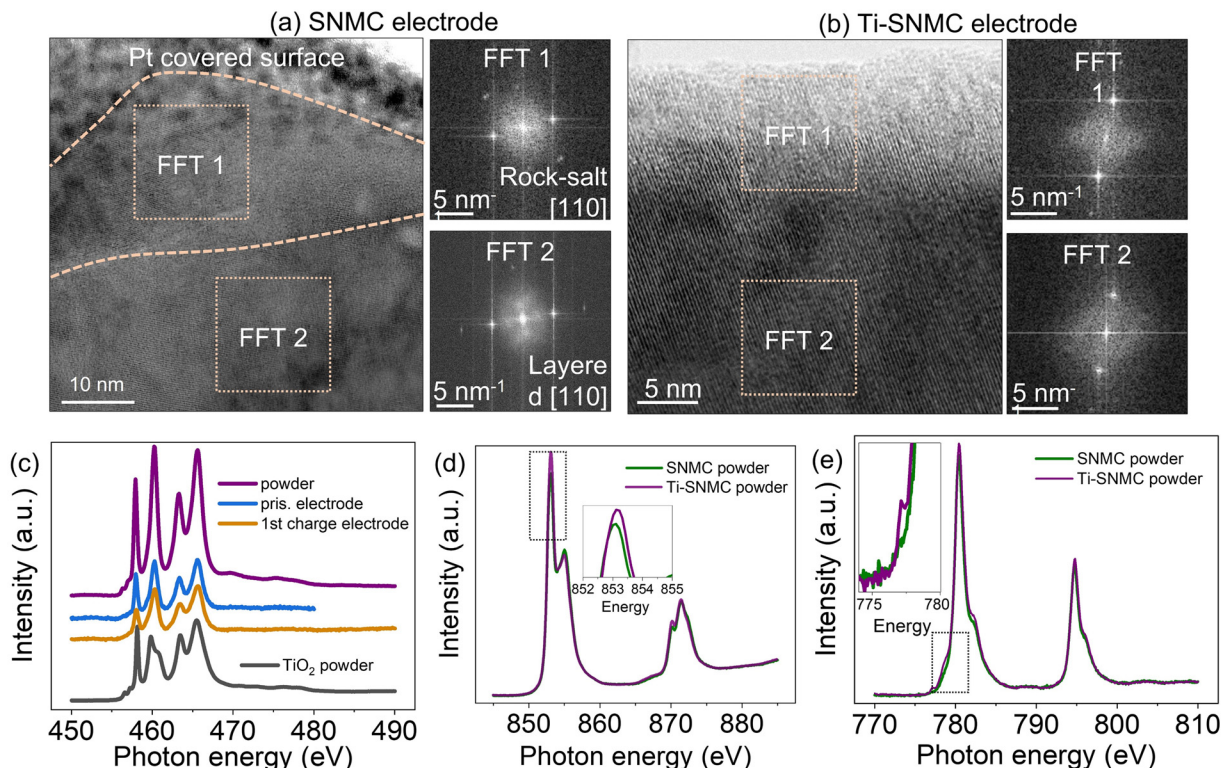 (a) SNMC electrode
Pt covered surface
FFT 1
FFT 2
10 nm
FFT 1
Rock-salt
[110]
5 nm-
1
FFT 2
Layere
d [110]
5 nm-1
(b) Ti-SNMC electrode
FFT 1
FFT 2
5 nm
FFT
1
5 nm-1
FFT 2
5 nm-
1
(c)
Intensity (a.u.)
powder
pris. electrode
1st charge electrode
TiO2 powder
450 460 470 480 490
Photon energy (eV)
(d)
Intensity (a.u.)
SNMC powder
Ti-SNMC powder
852 853 854 855
Energy
850 860 870 880
Photon energy (eV)
(e)
Intensity (a.u.)
SNMC powder
Ti-SNMC powder
775 780
Energy
770 780 790 800 810
Photon energy (eV)